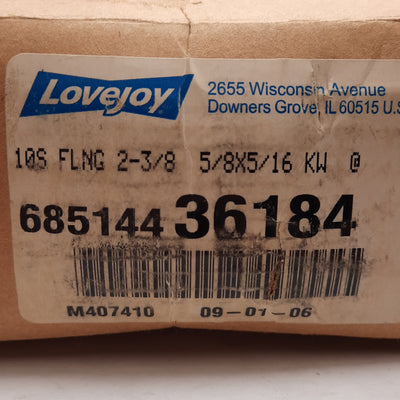 Lovejoy
2655 Wisconsin Avenue
Downers Grove, IL 60515 U.S
10S FLNG 2-3/8 5/8X5/16 KW @
685144 36184
M407410 09-01-06